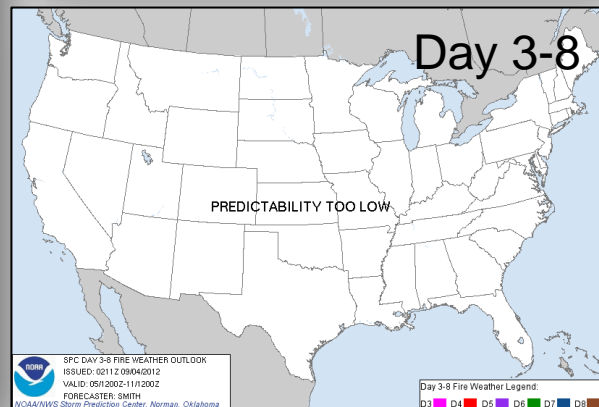 Day 3-8
PREDICTABILITY TOO LOW
NOAA
SPC DAY 3-8 FIRE WEATHER OUTLOOK
ISSUED: 0211Z 09/04/2012
VALID: 05/1200Z-11/1200Z
FORECASTER: SMITH
NOAA/NWS Storm Prediction Center, Norman, Oklahoma
Day 3-8 Fire Weather Legend:
D3 D4 D5 D6 D7 D8